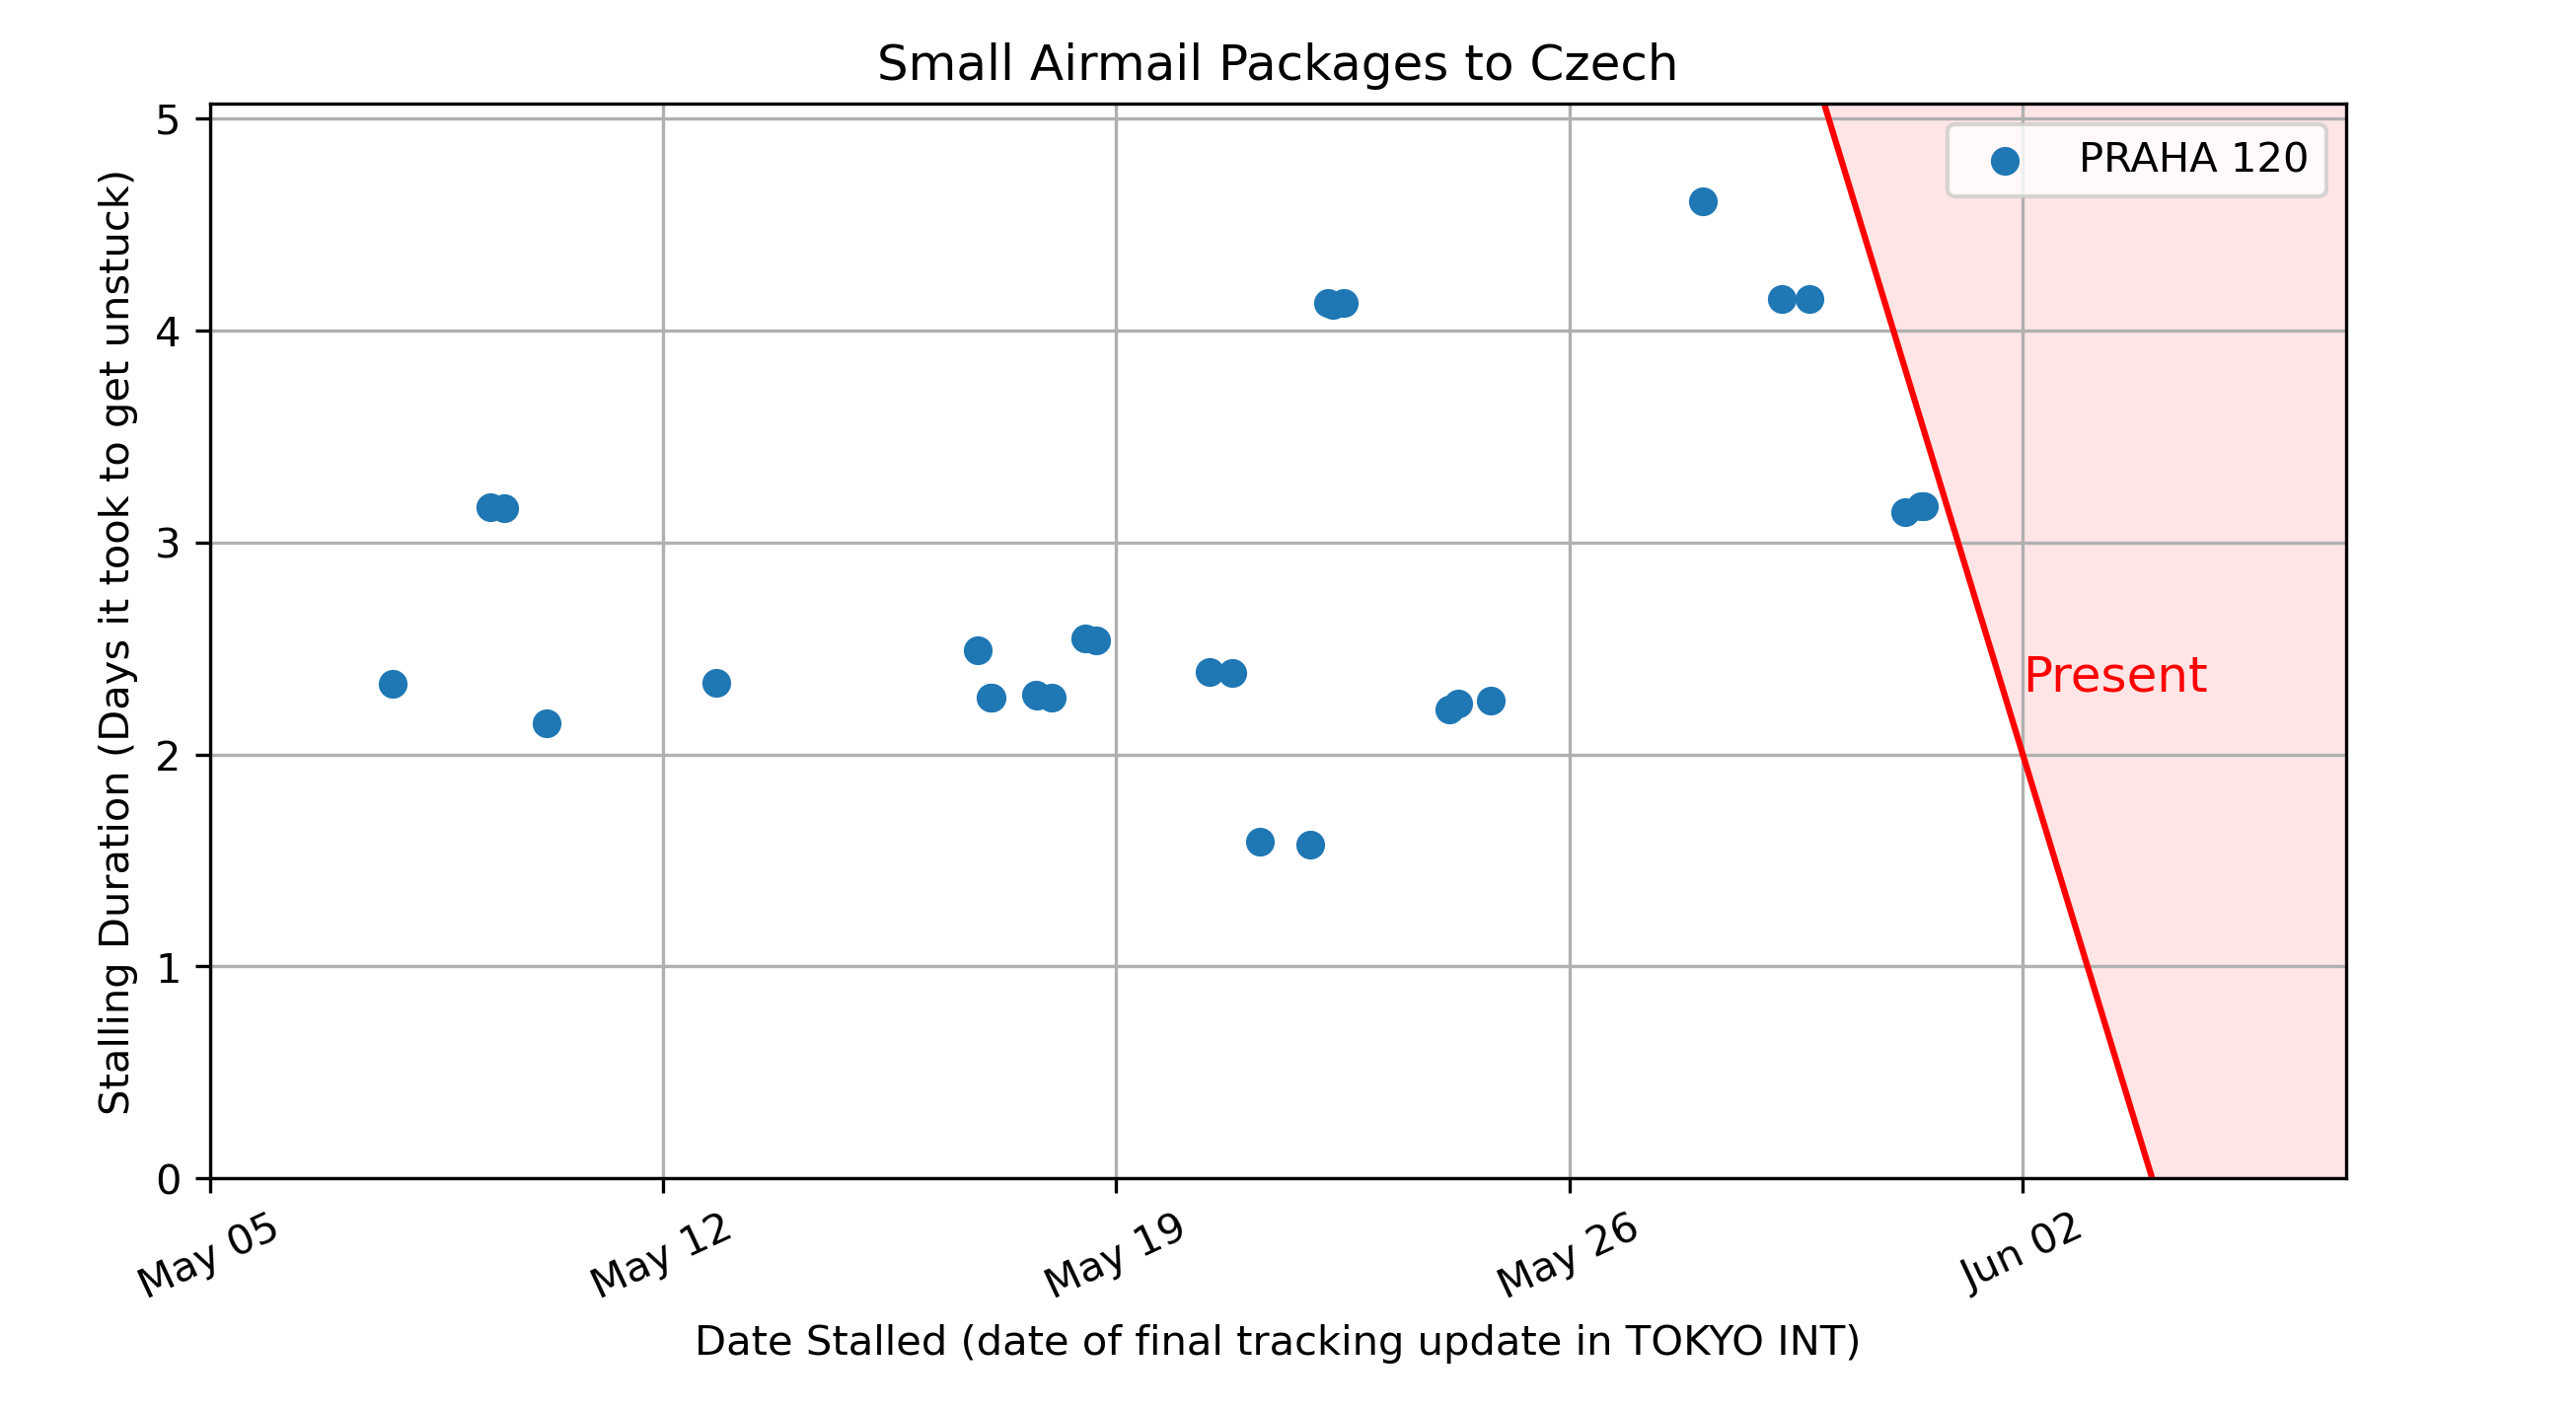 Small Airmail Packages to Czech
Stalling Duration (Days it took to get unstuck)
5
4
3
2
1
0
PRAHA 120
Present
May 05
May 12
May 19
May 26
Jun 02
Date Stalled (date of final tracking update in TOKYO INT)